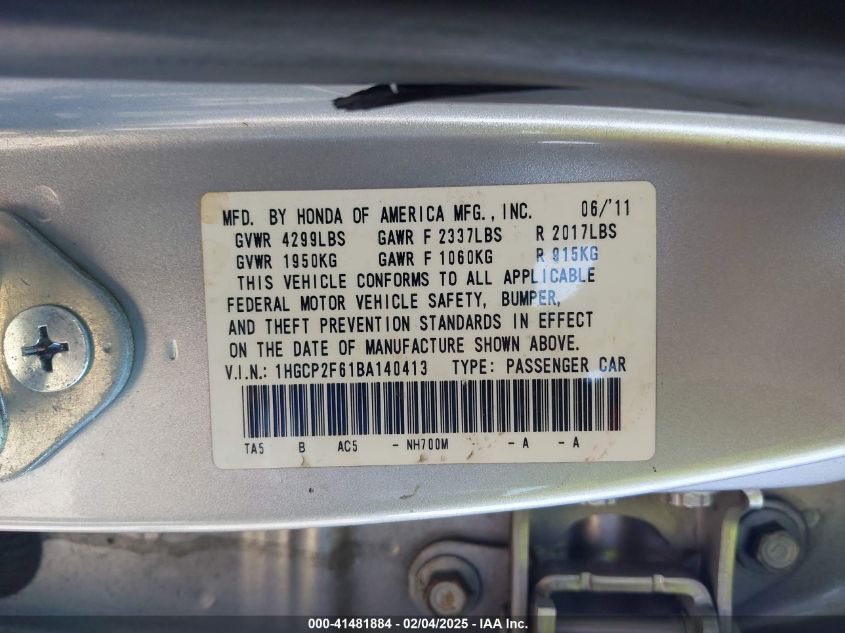 MFD. BY HONDA OF AMERICA MFG., INC. 06/'11
GVWR 4299LBS GAWR F 2337LBS R 2017LBS
GVWR 1950KG GAWR F 1060KG R 915KG
THIS VEHICLE CONFORMS TO ALL APPLICABLE
FEDERAL MOTOR VEHICLE SAFETY, BUMPER,
AND THEFT PREVENTION STANDARDS IN EFFECT
ON THE DATE OF MANUFACTURE SHOWN ABOVE.
V.I.N.: 1HGCP2F61BA140413 TYPE: PASSENGER CAR
TA5 B AC5 - NH700M - A - A
000-41481884 - 02/04/2025 - IAA Inc.